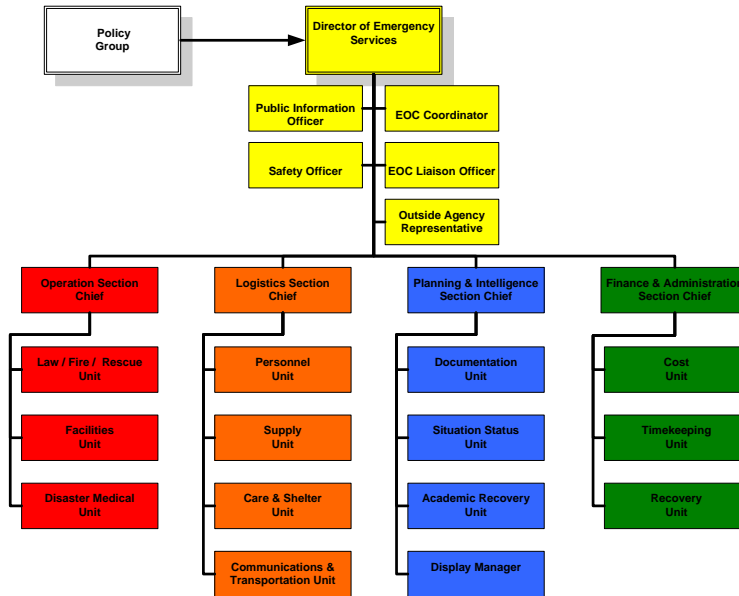 Policy
Group
Director of Emergency
Services
Public Information
Officer
EOC Coordinator
Safety Officer
EOC Liaison Officer
Outside Agency
Representative
Operation Section
Chief
Logistics Section
Chief
Planning & Intelligence
Section Chief
Finance & Administration
Section Chief
Law / Fire / Rescue
Unit
Personnel
Unit
Documentation
Unit
Cost
Unit
Facilities
Unit
Supply
Unit
Situation Status
Unit
Timekeeping
Unit
Disaster Medical
Unit
Care & Shelter
Unit
Academic Recovery
Unit
Recovery
Unit
Communications &
Transportation Unit
Display Manager